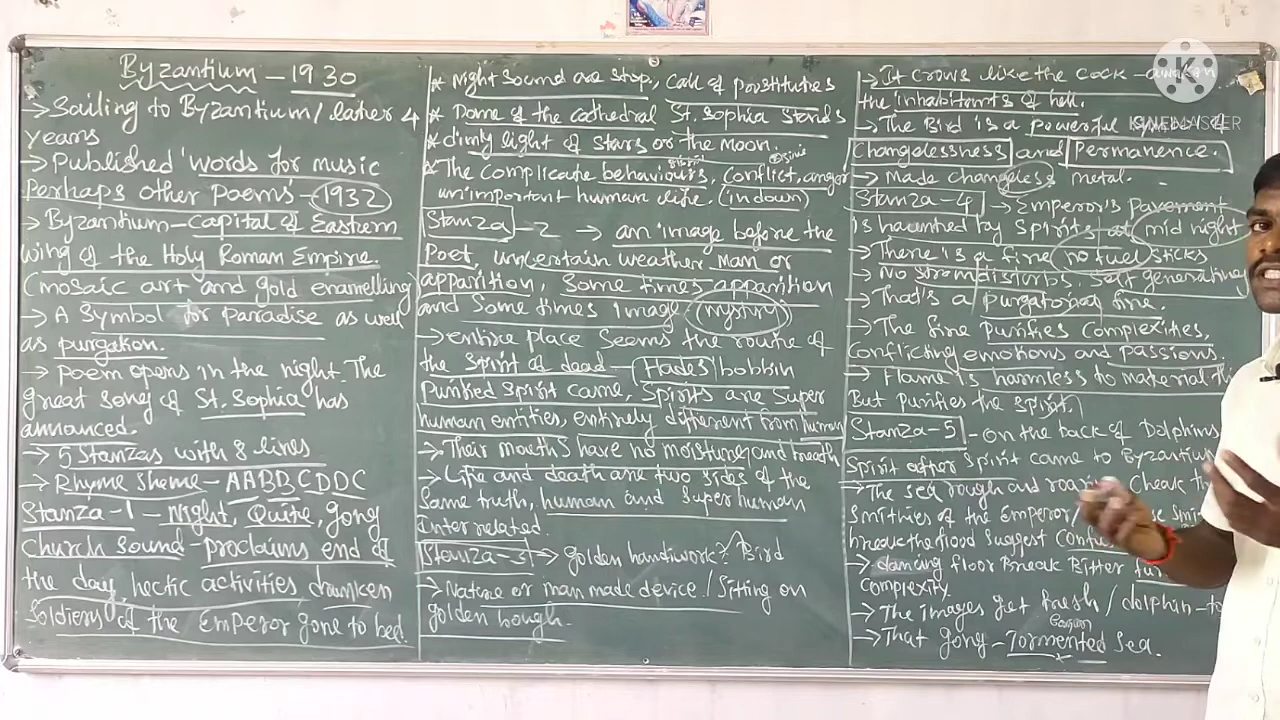 Byzantium - 1930
→ Sailing to Byzantium / later 4
years
→ Published 'words for music
Perhaps other Poems - 1932
→ Byzantium - Capital of Eastern
wing of the Holy Roman Empire.
(mosaic art and gold enamelling)
→ A Symbol for Paradise as well
as purgation.
→ Poem opens in the night. The
great song of St. Sophia has
annanced.
→ 5 Stanzas with 8 lines
→ Rhyme Sheme - AABBCDDC
Stanza-1 - Night, Quite, gong
Church Sound - Proclaims end of
the day, hectic activities drunken
Soldiers of the Emperor gone to bed.
* Night Sound are stop, Call of Postitutes
* Dome of the cathedral St. Sophia Stands
* dimly light of Stars or the moon.
* The Complicate behaviours, Conflict, anger
unimportant human life. (in down)
Stanza - 2 → an image before the
Poet, uncertain weather man or
apparition, Some times apparition
and Some times Image (mystry)
→ entire place Seems the route of
the Spirit of dead - Hades bobbin
Purified Spirit Came, Spirits are Super
human entities, entirely different from human
→ Their mouths have no moisture and breath
→ Life and death are two sides of the
Same truth, human and Super human
Inter related.
Stanza-3 → golden handiwork? Bird
→ Nature or man made device / Sitting on
golden bough.
→ It crows like the Cock -
the inhabitants of hell.
→ The Bird is a powerful of
KINEMASTER
Changelessness and Permanence.
→ Made changeless metal.
Stanza-4 → Emperor's Pavement
is haunted by Spirits at mid night
→ There is a fire no fuel Sticks
→ No Strom disturbs. Self generating
→ That's a purgatorial fire.
→ The fire Purifies Complexities,
Conflicting emotions and Passions.
→ Flame is harmless to material
But Purifies the Spirit.
Stanza-5 - on the back of Dolphins
Spirit after Spirit came to Byzantium
→ The Sea rough and Cheak
Smithies of the Emperor /
break the flood Suggest
→ dancing floor Break Bitter
Complexity.
→ The images get fresh / dolphin -
→ That gong - Tormented Sea.